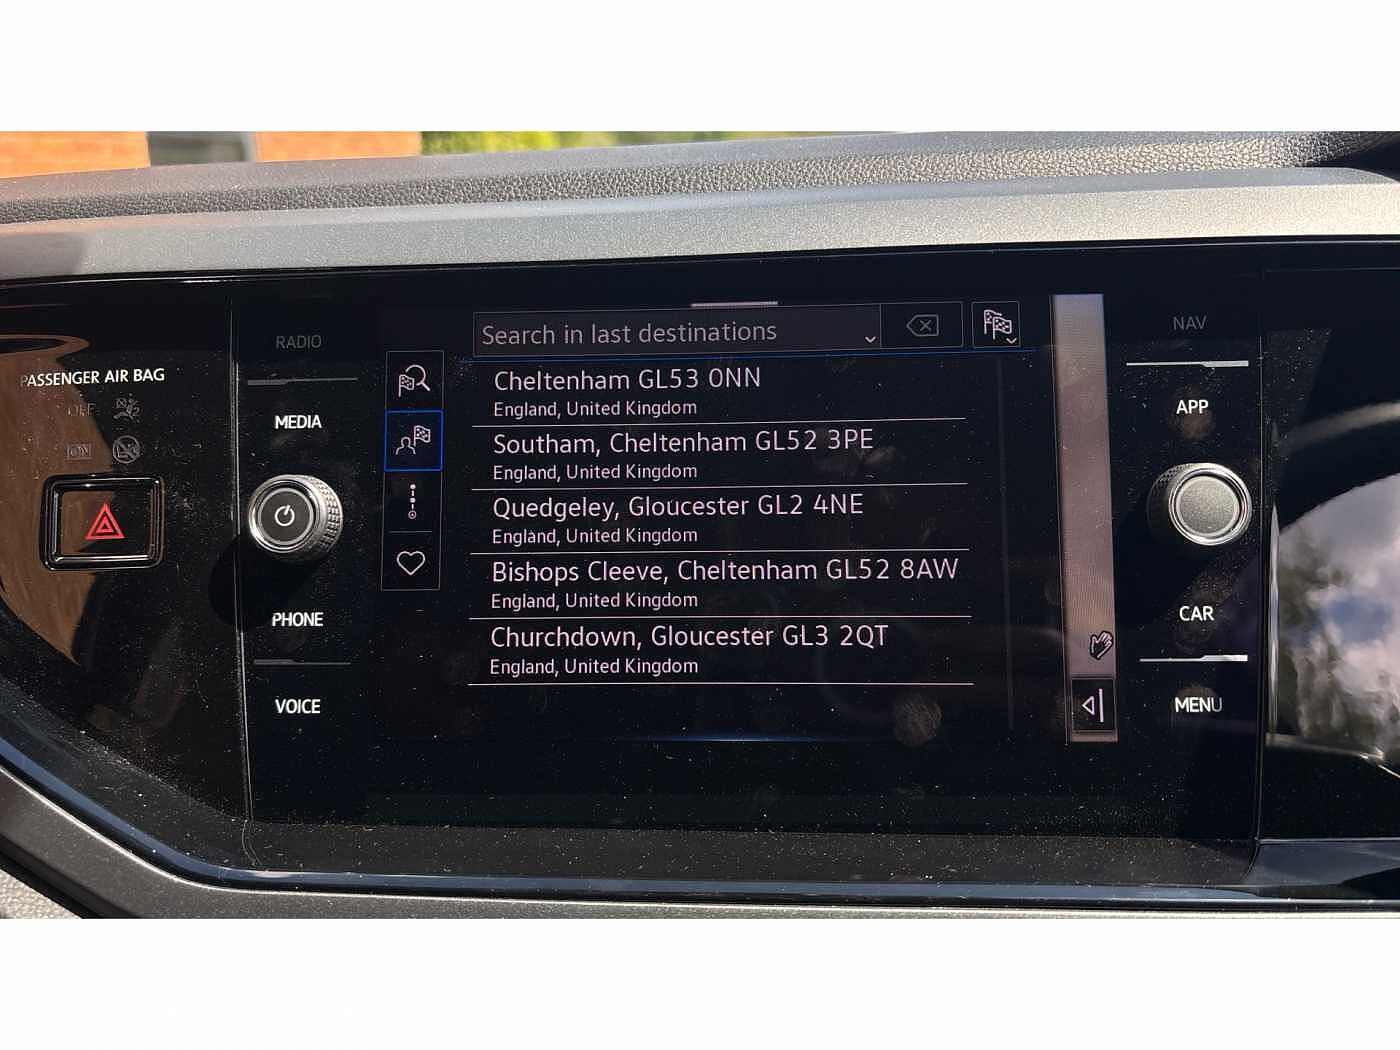 PASSENGER AIR BAG
OFF
ON
RADIO
MEDIA
PHONE
VOICE
Search in last destinations
Cheltenham GL53 0NN
England, United Kingdom
Southam, Cheltenham GL52 3PE
England, United Kingdom
Quedgeley, Gloucester GL2 4NE
England, United Kingdom
Bishops Cleeve, Cheltenham GL52 8AW
England, United Kingdom
Churchdown, Gloucester GL3 2QT
England, United Kingdom
NAV
APP
CAR
MENU